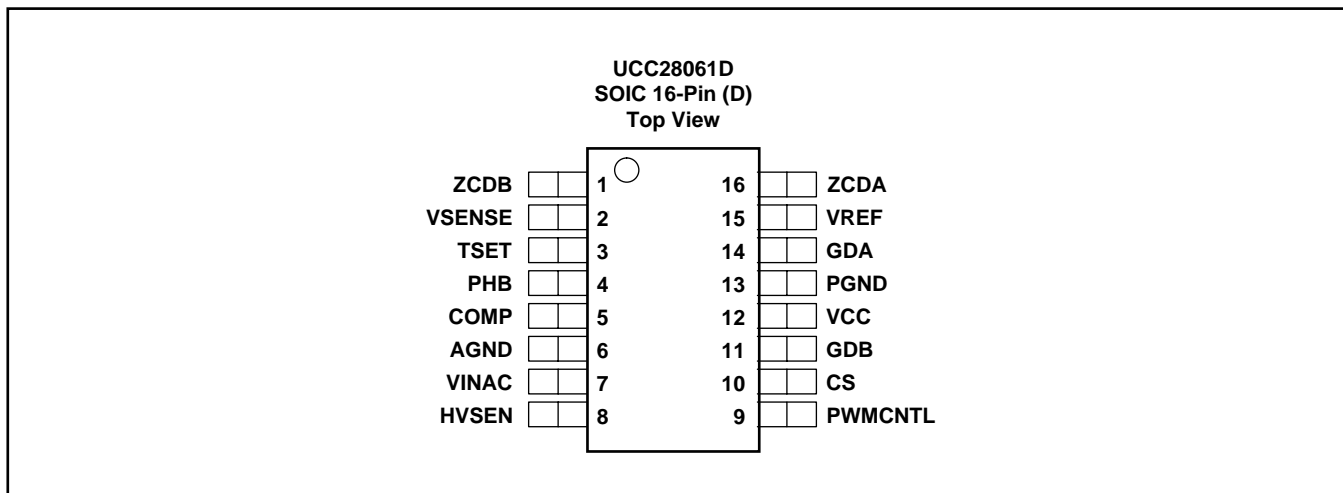 UCC28061D
SOIC 16-Pin (D)
Top View
ZCDB 1 16 ZCDA
VSENSE 2 15 VREF
TSET 3 14 GDA
PHB 4 13 PGND
COMP 5 12 VCC
AGND 6 11 GDB
VINAC 7 10 CS
HVSEN 8 9 PWMCNTL